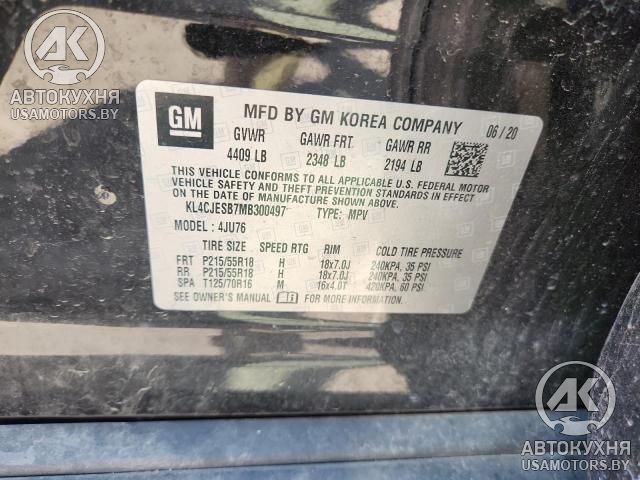 AK
АВТОКУХНЯ
USAMOTORS.BY
GM
MFD BY GM KOREA COMPANY 06/20
GVWR GAWR FRT GAWR RR
4409 LB 2348 LB 2194 LB
THIS VEHICLE CONFORMS TO ALL APPLICABLE U.S. FEDERAL MOTOR
VEHICLE SAFETY AND THEFT PREVENTION STANDARDS IN EFFECT
ON THE DATE OF MANUFACTURE SHOWN ABOVE.
KL4CJESB7MB300497 TYPE: MPV
MODEL: 4JU76
TIRE SIZE SPEED RTG RIM COLD TIRE PRESSURE
FRT P215/55R18 H 18x7.0J 240KPA, 35 PSI
RR P215/55R18 H 18x7.0J 240KPA, 35 PSI
SPA T125/70R16 M 16x4.0T 420KPA, 60 PSI
SEE OWNER'S MANUAL FOR MORE INFORMATION.
AK
АВТОКУХНЯ
USAMOTORS.BY